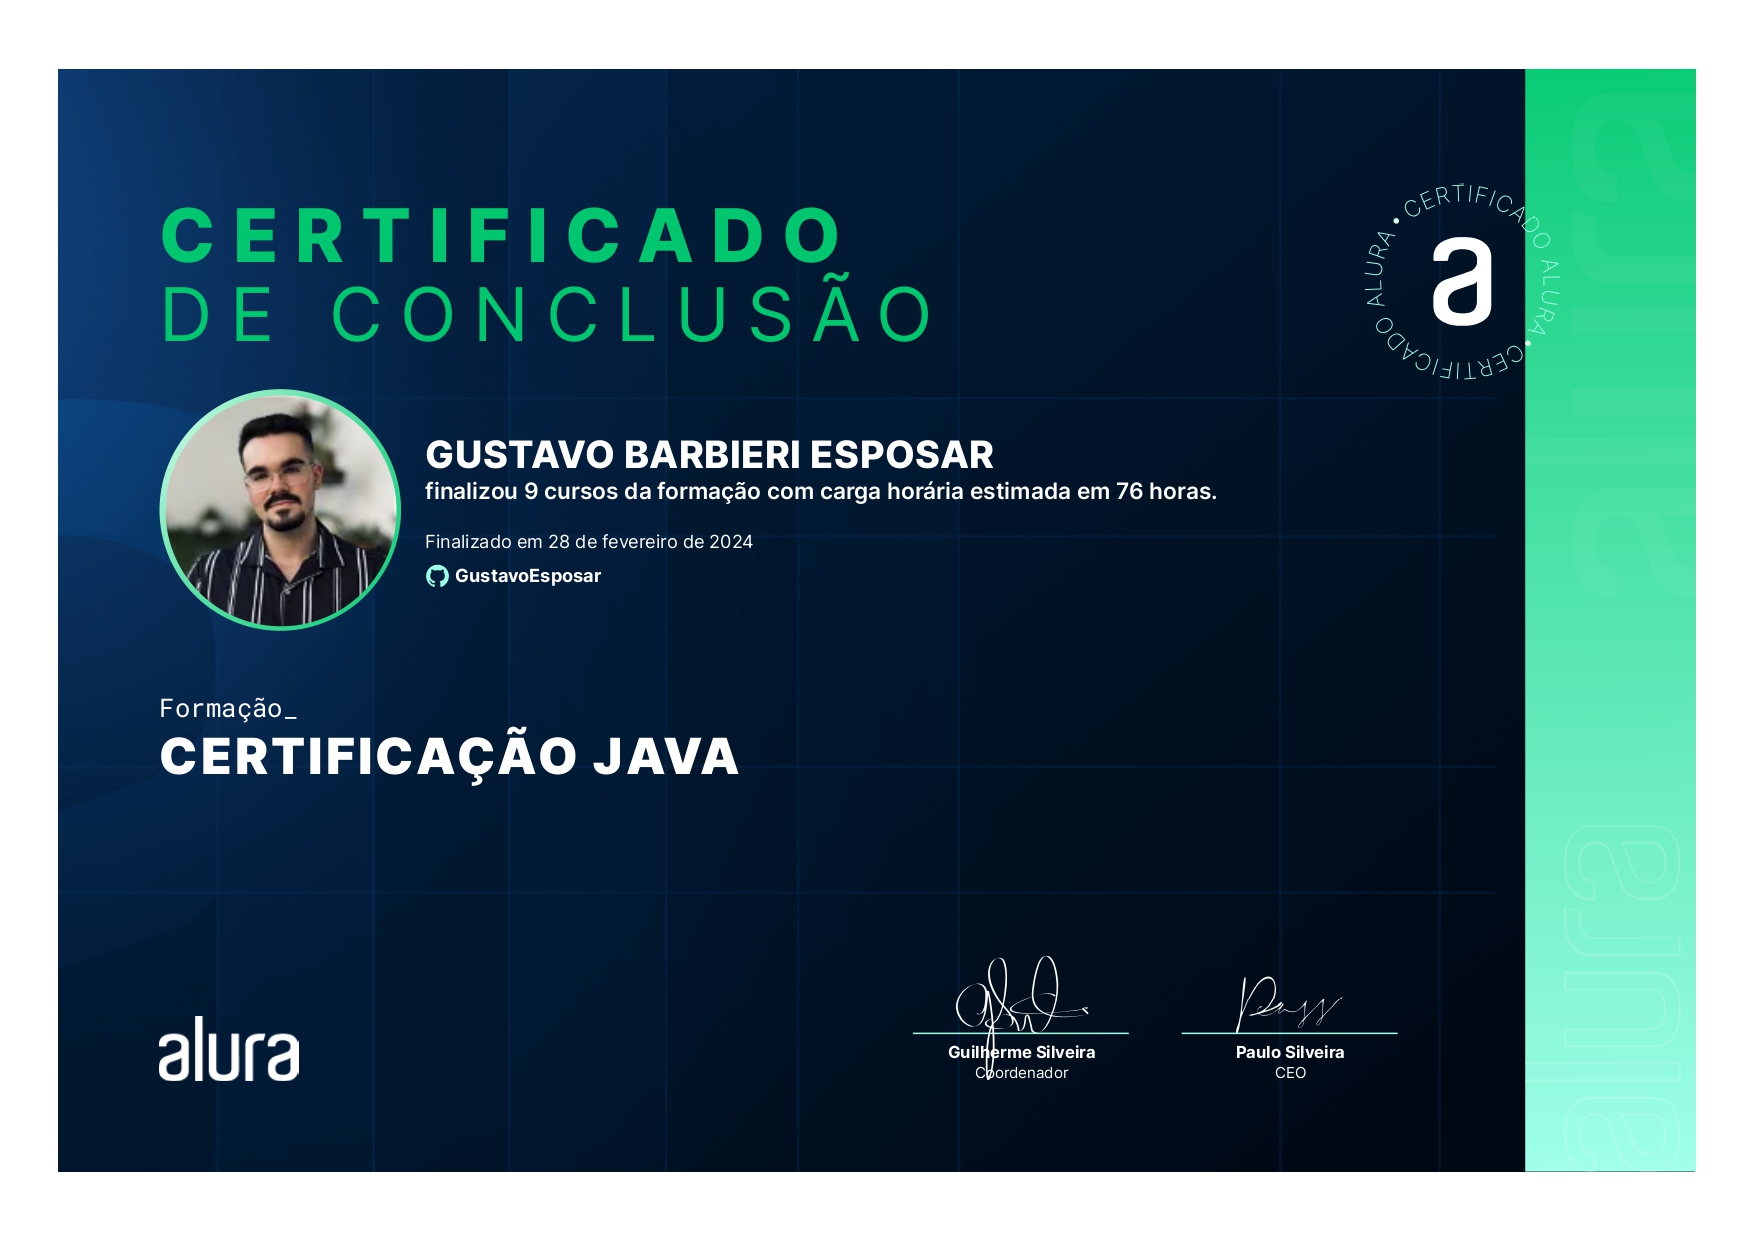 CERTIFICADO
DE CONCLUSÃO
CERTIFICADO ALURA • CERTIFICADO ALURA •
a
GUSTAVO BARBIERI ESPOSAR
finalizou 9 cursos da formação com carga horária estimada em 76 horas.
Finalizado em 28 de fevereiro de 2024
GustavoEsposar
Formação_
CERTIFICAÇÃO JAVA
alura
Guilherme Silveira
Coordenador
Paulo Silveira
CEO
alura
alura